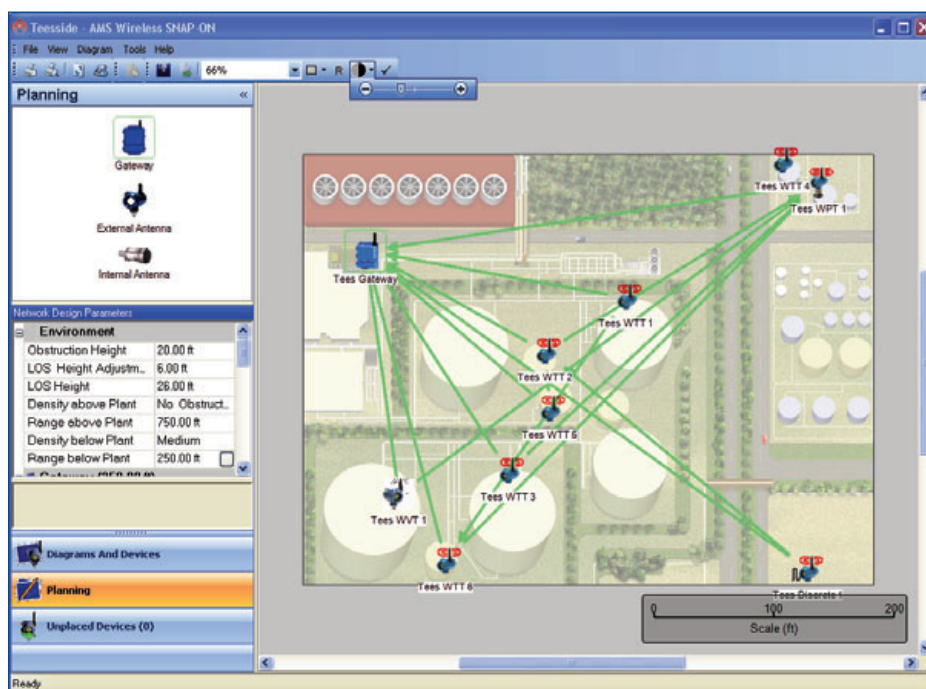 Teesside - AMS Wireless SNAP-ON
File View Diagram Tools Help
66%
R
Planning
Gateway
External Antenna
Internal Antenna
Network Design Parameters
Environment
Obstruction Height 20.00 ft
LOS Height Adjustm... 6.00 ft
LOS Height 26.00 ft
Density above Plant No Obstruct...
Range above Plant 750.00 ft
Density below Plant Medium
Range below Plant 250.00 ft
Diagrams And Devices
Planning
Unplaced Devices (0)
Ready
Tees WTT 4
Tees WPT 1
Tees Gateway
Tees WTT 1
Tees WTT 2
Tees WTT 5
Tees WTT 3
Tees WVT 1
Tees WTT 6
Tees Discrete 1
0 100 200
Scale (ft)